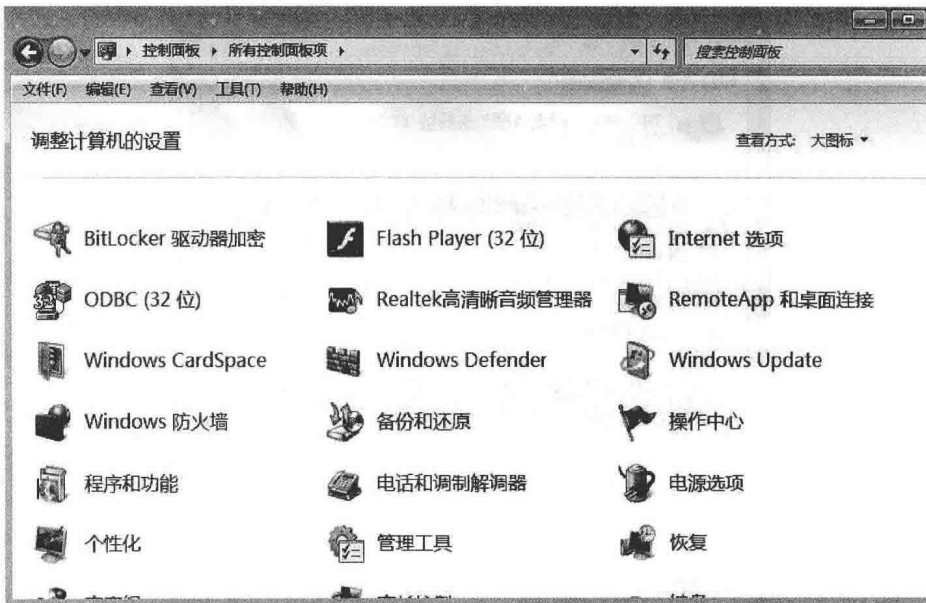 控制面板 ▸ 所有控制面板项 ▸ 搜索控制面板
文件(F) 编辑(E) 查看(V) 工具(T) 帮助(H)
调整计算机的设置 查看方式: 大图标
BitLocker 驱动器加密 Flash Player (32 位) Internet 选项
ODBC (32 位) Realtek高清晰音频管理器 RemoteApp 和桌面连接
Windows CardSpace Windows Defender Windows Update
Windows 防火墙 备份和还原 操作中心
程序和功能 电话和调制解调器 电源选项
个性化 管理工具 恢复